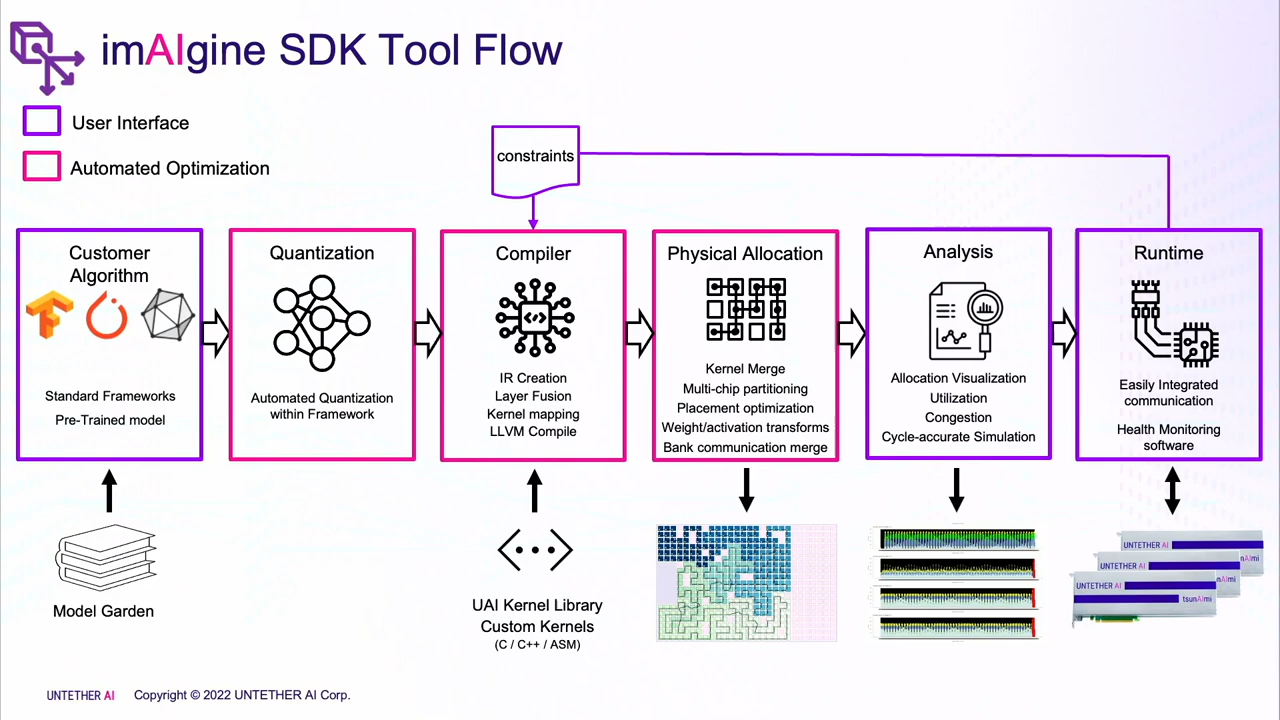 imAIgine SDK Tool Flow
User Interface
Automated Optimization
constraints
Customer
Algorithm
Standard Frameworks
Pre-Trained model
Quantization
Automated Quantization
within Framework
Compiler
IR Creation
Layer Fusion
Kernel mapping
LLVM Compile
Physical Allocation
Kernel Merge
Multi-chip partitioning
Placement optimization
Weight/activation transforms
Bank communication merge
Analysis
Allocation Visualization
Utilization
Congestion
Cycle-accurate Simulation
Runtime
Easily Integrated
communication
Health Monitoring
software
Model Garden
UAI Kernel Library
Custom Kernels
(C / C++ / ASM)
UNTETHER AI
UNTETHER AI
UNTETHER AI
tsunAImi
UNTETHER AI Copyright © 2022 UNTETHER AI Corp.